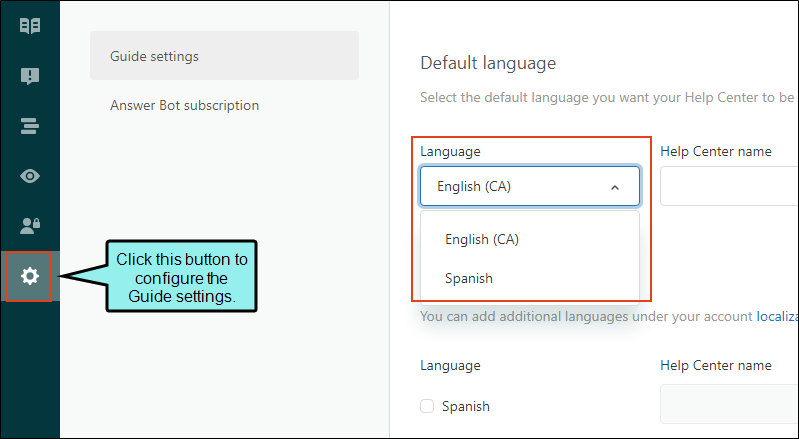 Guide settings
Answer Bot subscription
Click this button to
configure the
Guide settings.
Default language
Select the default language you want your Help Center to be
Language
Help Center name
English (CA)
English (CA)
Spanish
You can add additional languages under your account localiza
Language
Help Center name
Spanish